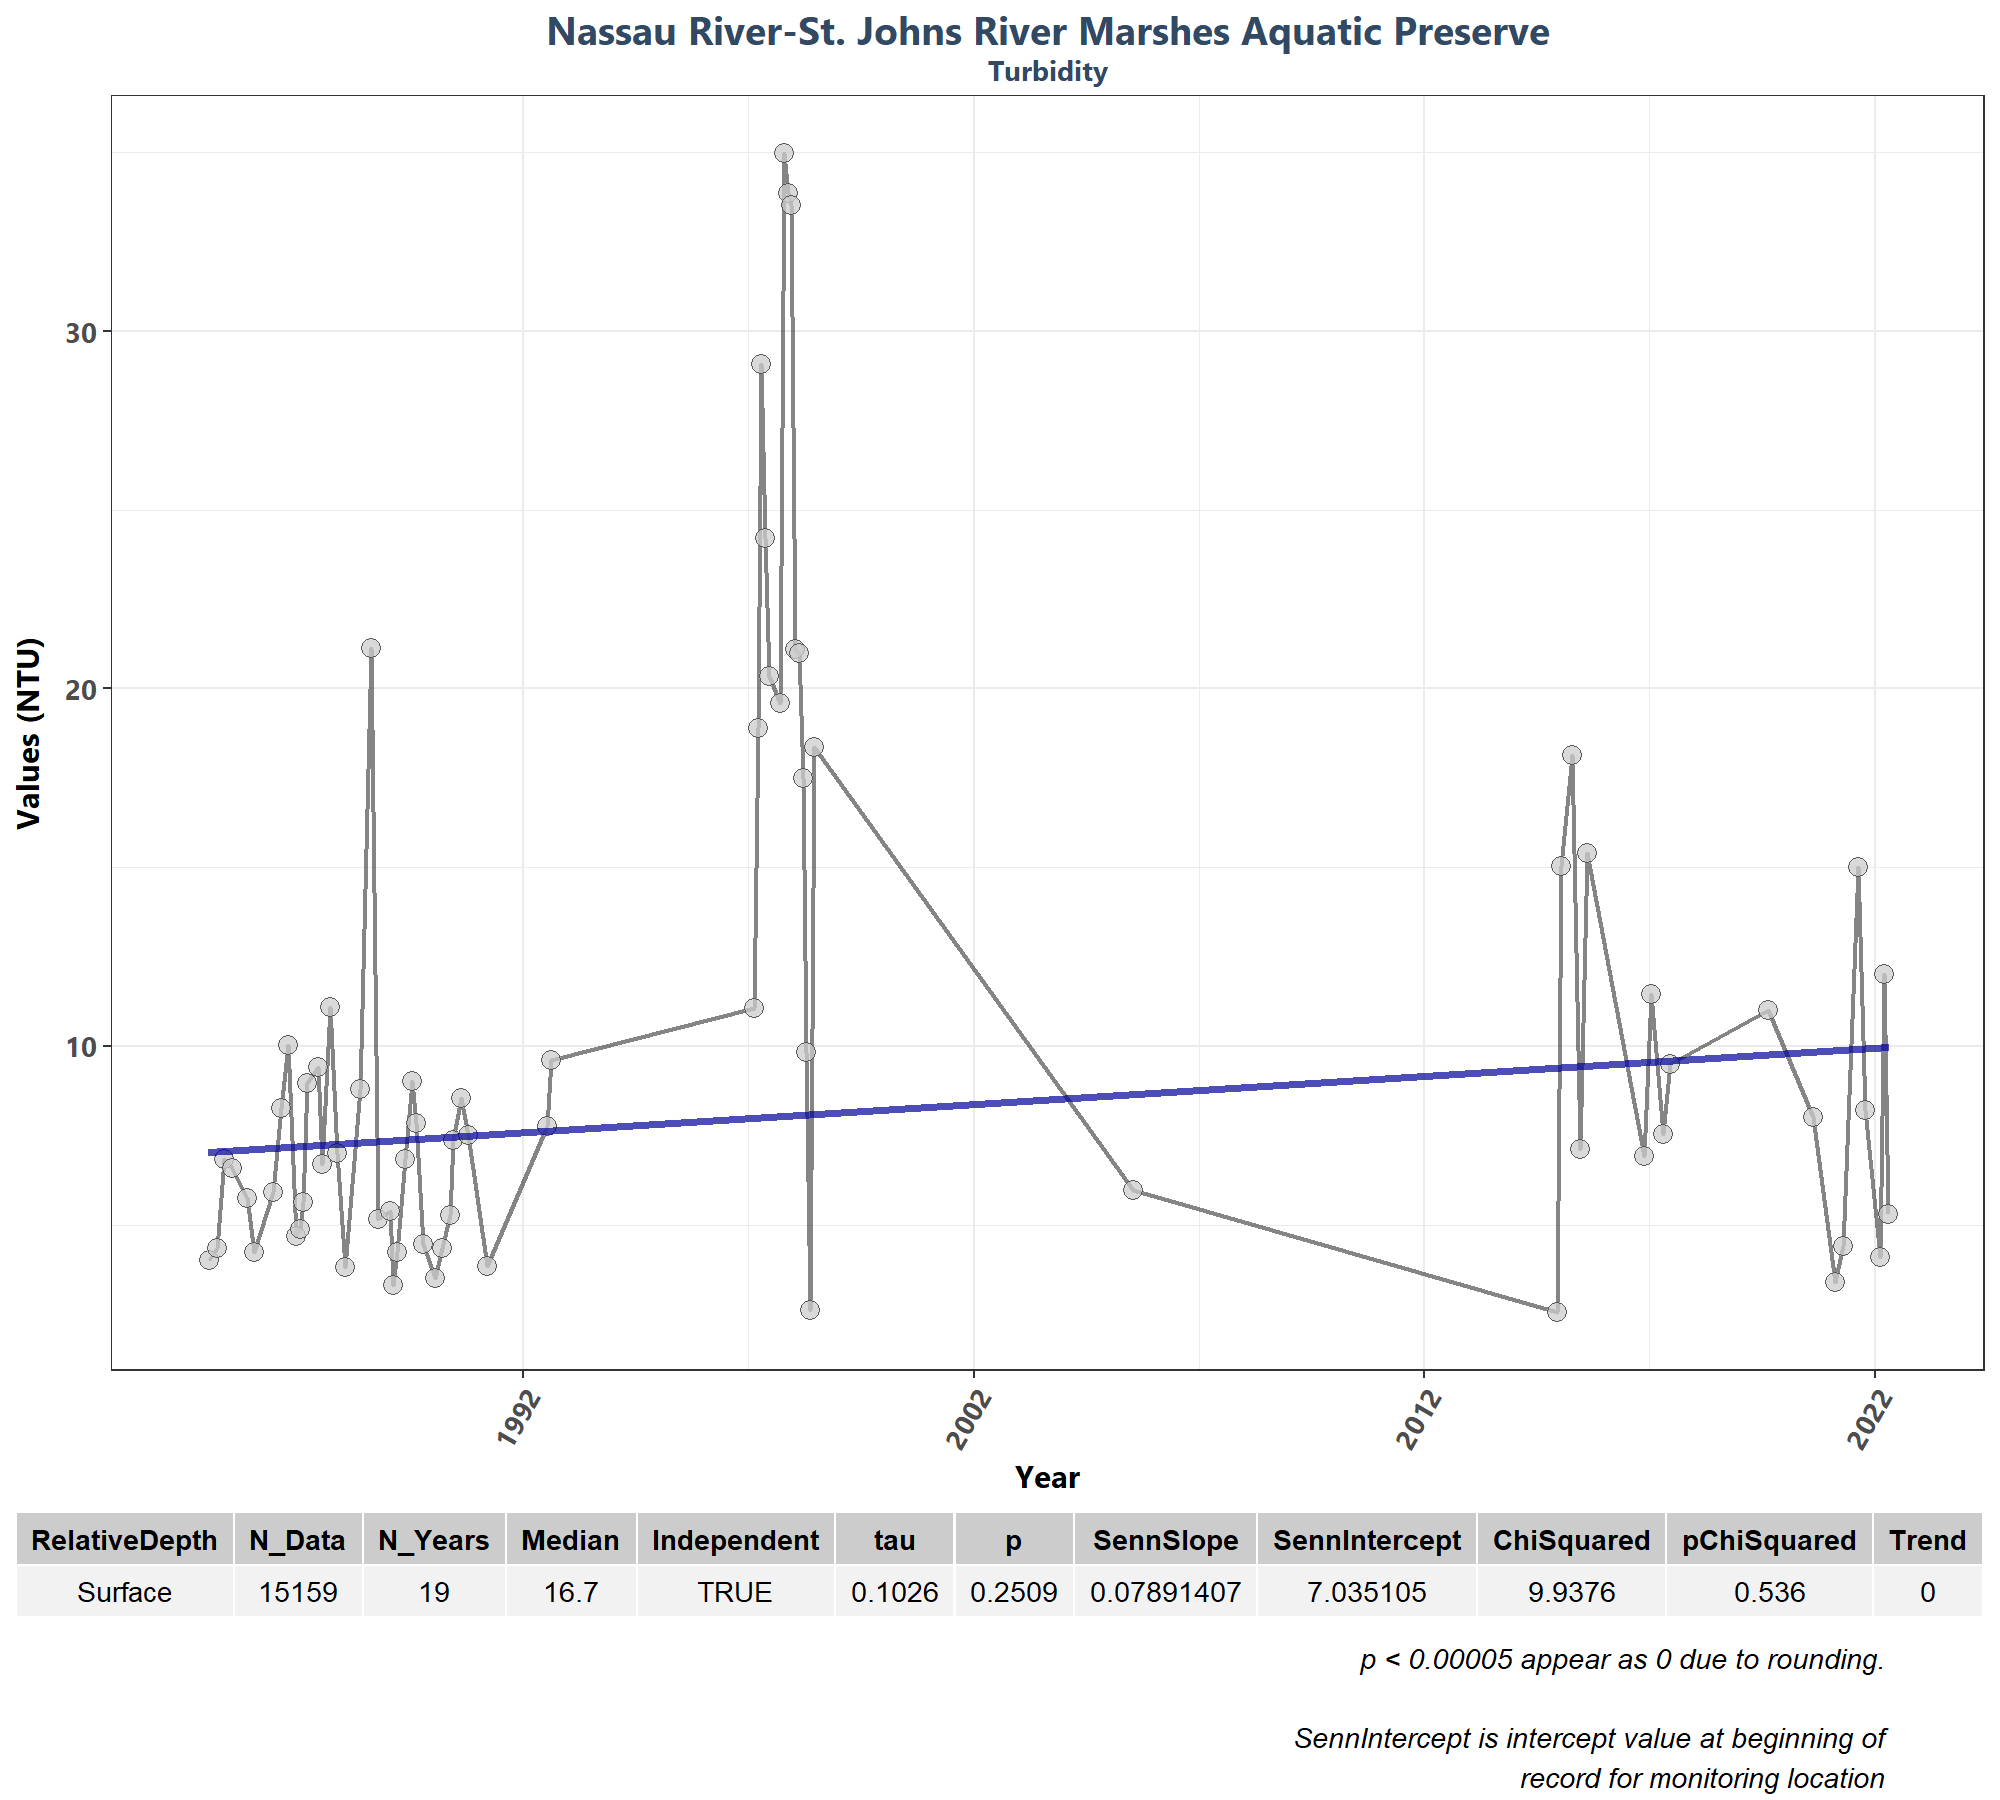 Nassau River-St. Johns River Marshes Aquatic Preserve
Turbidity
Values (NTU)
30
20
10
1992
2002
2012
2022
Year
RelativeDepth N_Data N_Years Median Independent tau p SennSlope SennIntercept ChiSquared pChiSquared Trend
Surface 15159 19 16.7 TRUE 0.1026 0.2509 0.07891407 7.035105 9.9376 0.536 0
p < 0.00005 appear as 0 due to rounding.
SennIntercept is intercept value at beginning of
record for monitoring location